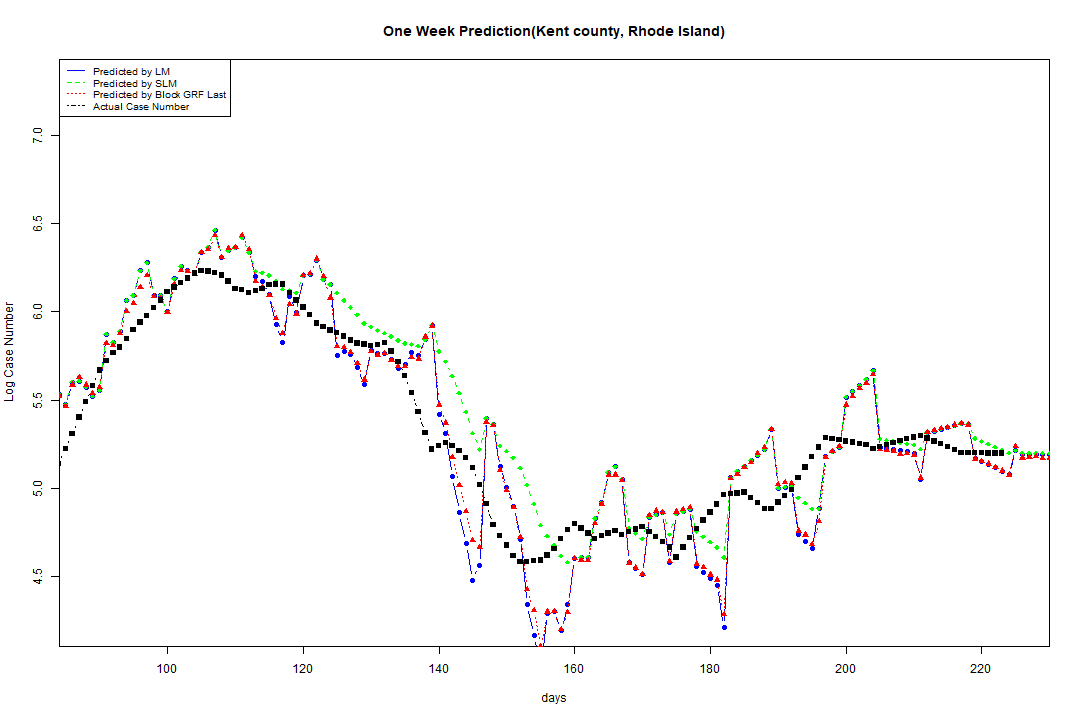 One Week Prediction(Kent county, Rhode Island)
Predicted by LM
Predicted by SLM
Predicted by Block GRF Last
Actual Case Number
Log Case Number
7.0
6.5
6.0
5.5
5.0
4.5
100 120 140 160 180 200 220
days